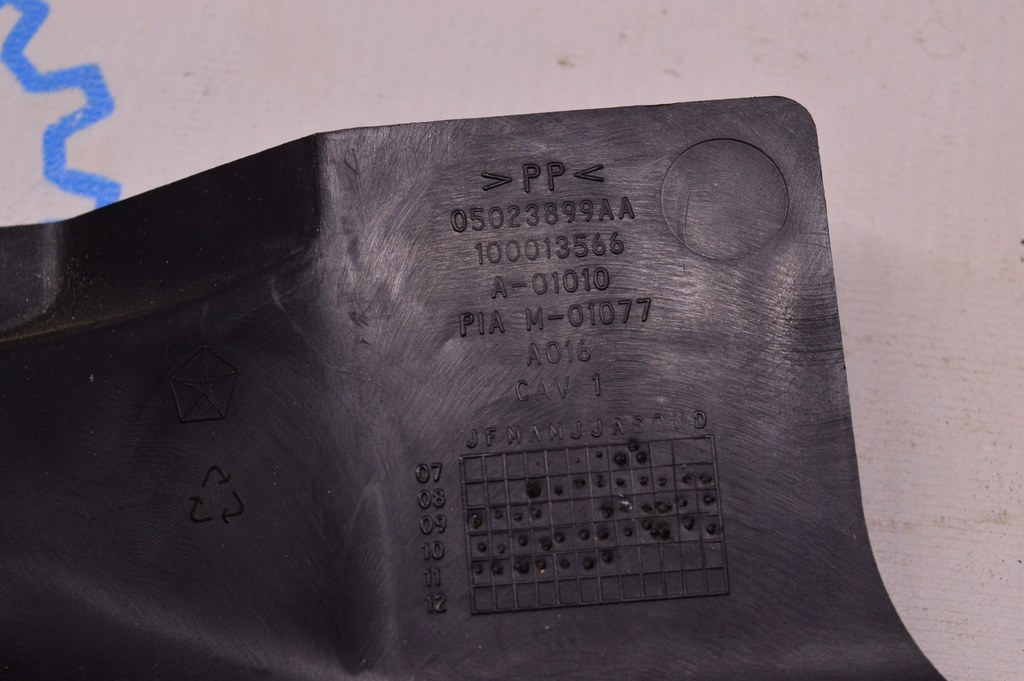 >PP<
05023899AA
100013566
A-01010
PIA M-01077
A016
CAV 1
J F M A M J J A S O N D
07
08
09
10
11
12